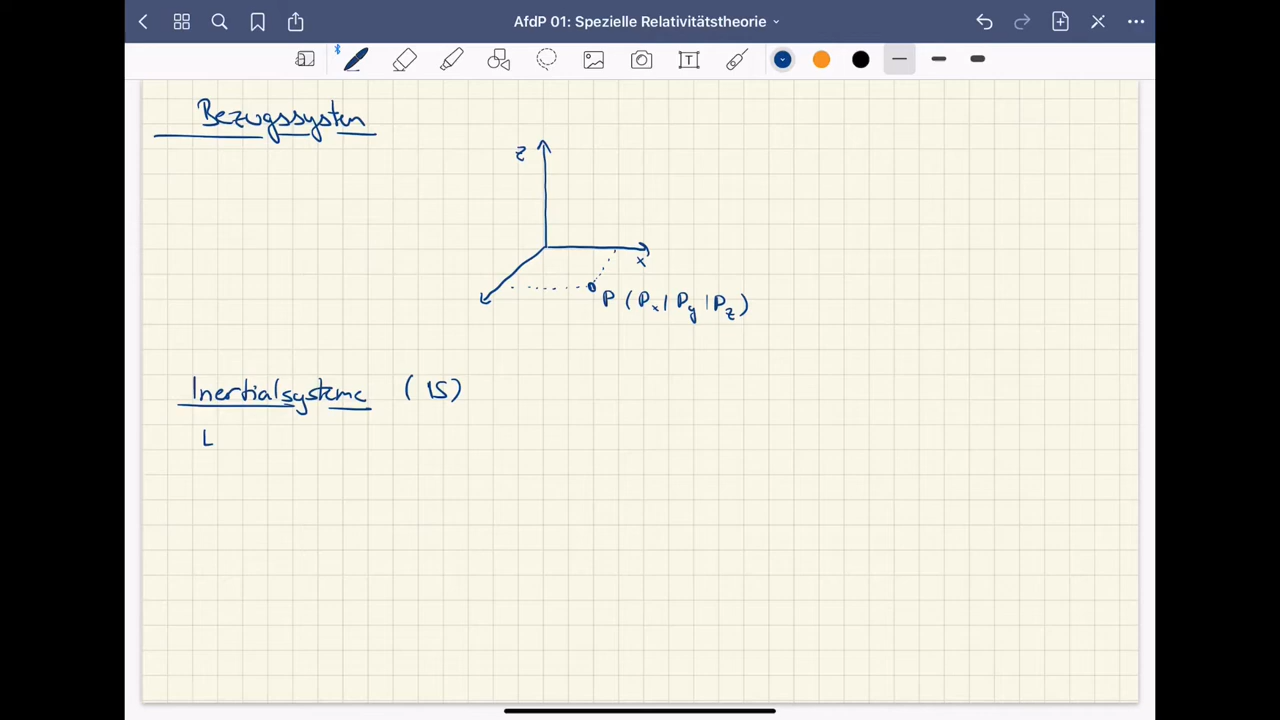 AfdP 01: Spezielle Relativitätstheorie
T
Bezugssystem
z
x
P (Px | Py | Pz)
Inertialsysteme (IS)
L